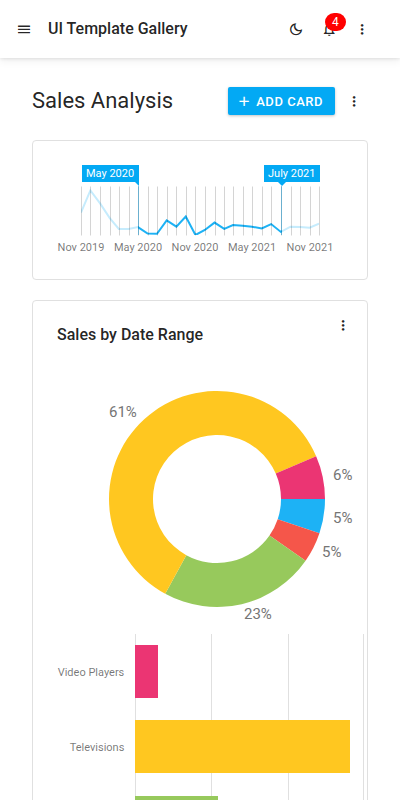 UI Template Gallery
4
Sales Analysis
+ ADD CARD
May 2020
July 2021
Nov 2019 May 2020 Nov 2020 May 2021 Nov 2021
Sales by Date Range
61%
6%
5%
5%
23%
Video Players
Televisions